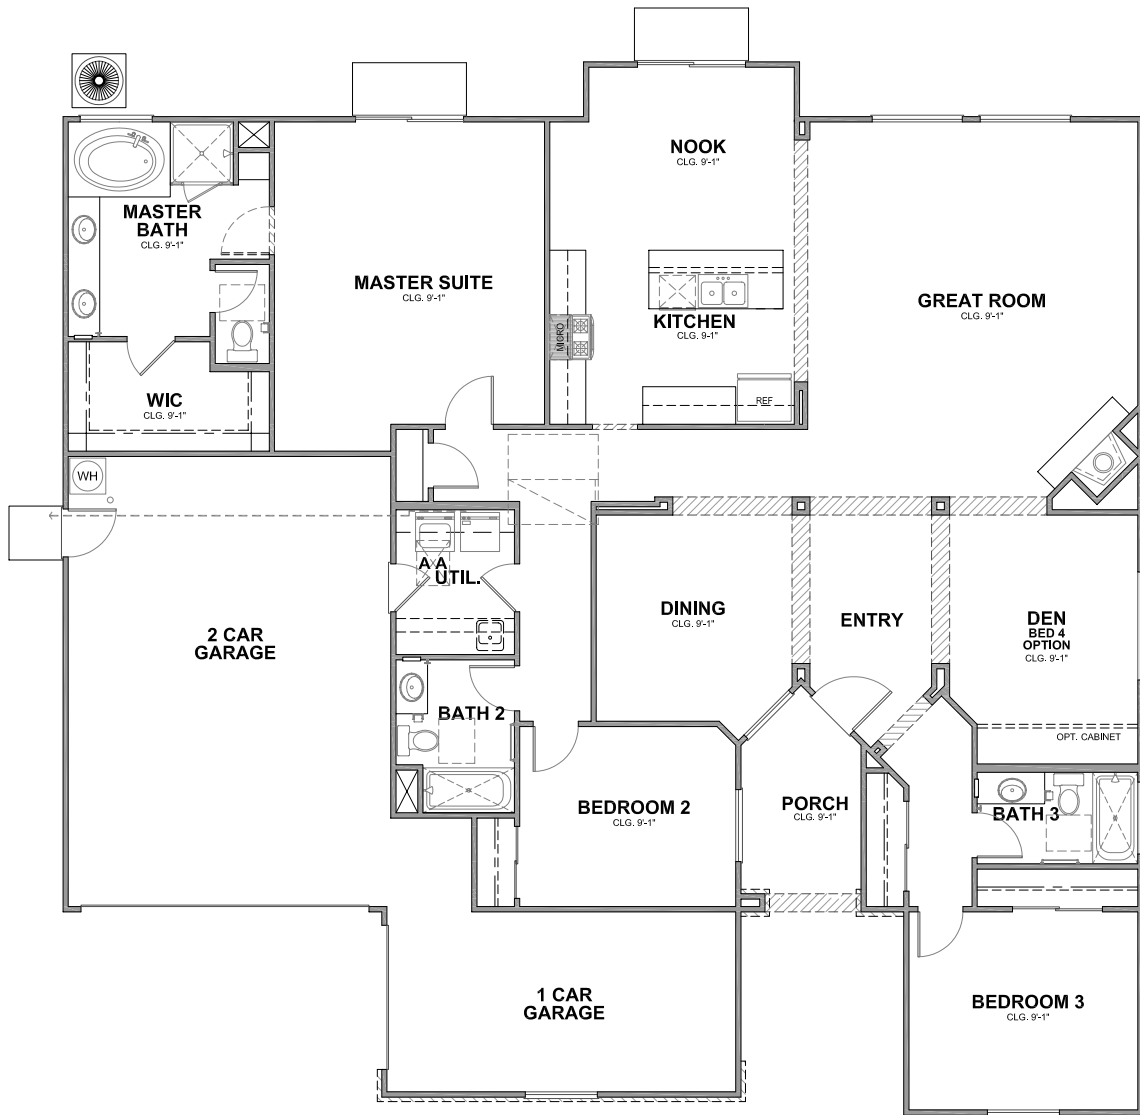 NOOK
CLG. 9'-1"
MASTER
BATH
CLG. 9'-1"
MASTER SUITE
CLG. 9'-1"
GREAT ROOM
CLG. 9'-1"
KITCHEN
CLG. 9-1"
MICRO
REF
WIC
CLG. 9'-1"
WH
A A
UTIL.
DINING
CLG. 9'-1"
ENTRY
DEN
BED 4
OPTION
CLG. 9'-1"
2 CAR
GARAGE
BATH 2
OPT. CABINET
BEDROOM 2
CLG. 9'-1"
PORCH
CLG. 9'-1"
BATH 3
1 CAR
GARAGE
BEDROOM 3
CLG. 9'-1"